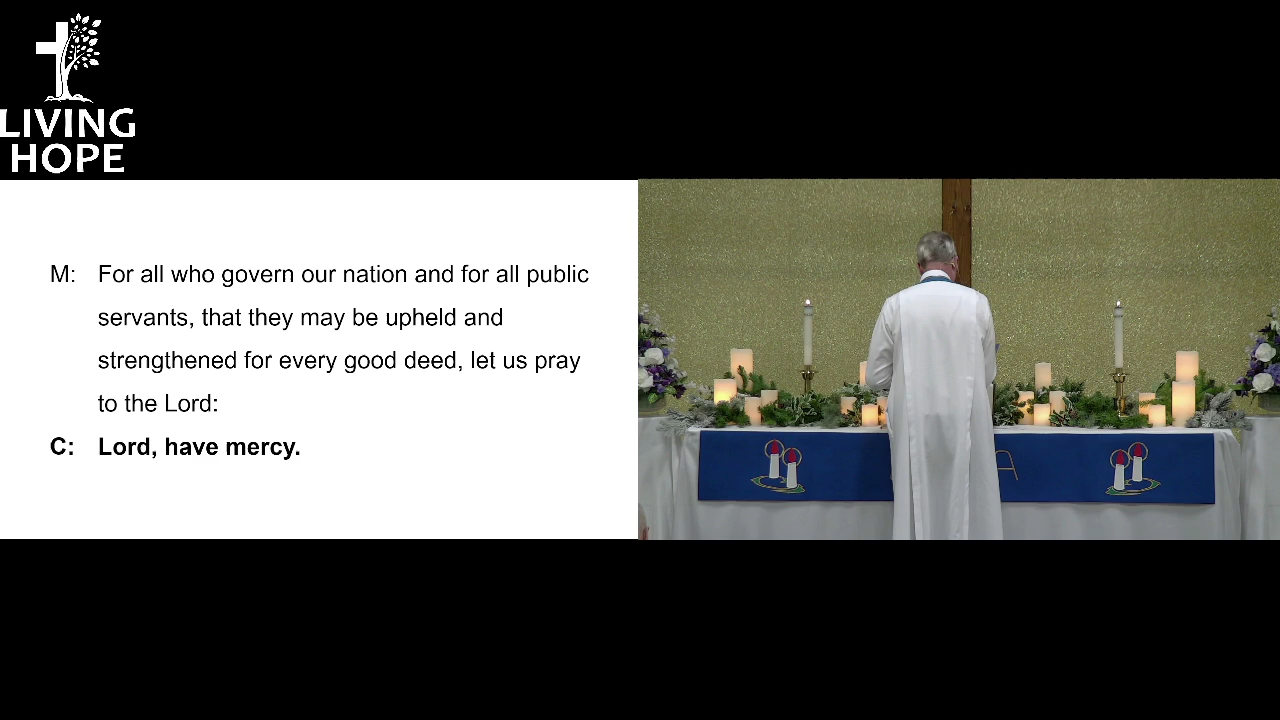 LIVING
HOPE
M: For all who govern our nation and for all public
servants, that they may be upheld and
strengthened for every good deed, let us pray
to the Lord:
C: Lord, have mercy.
A